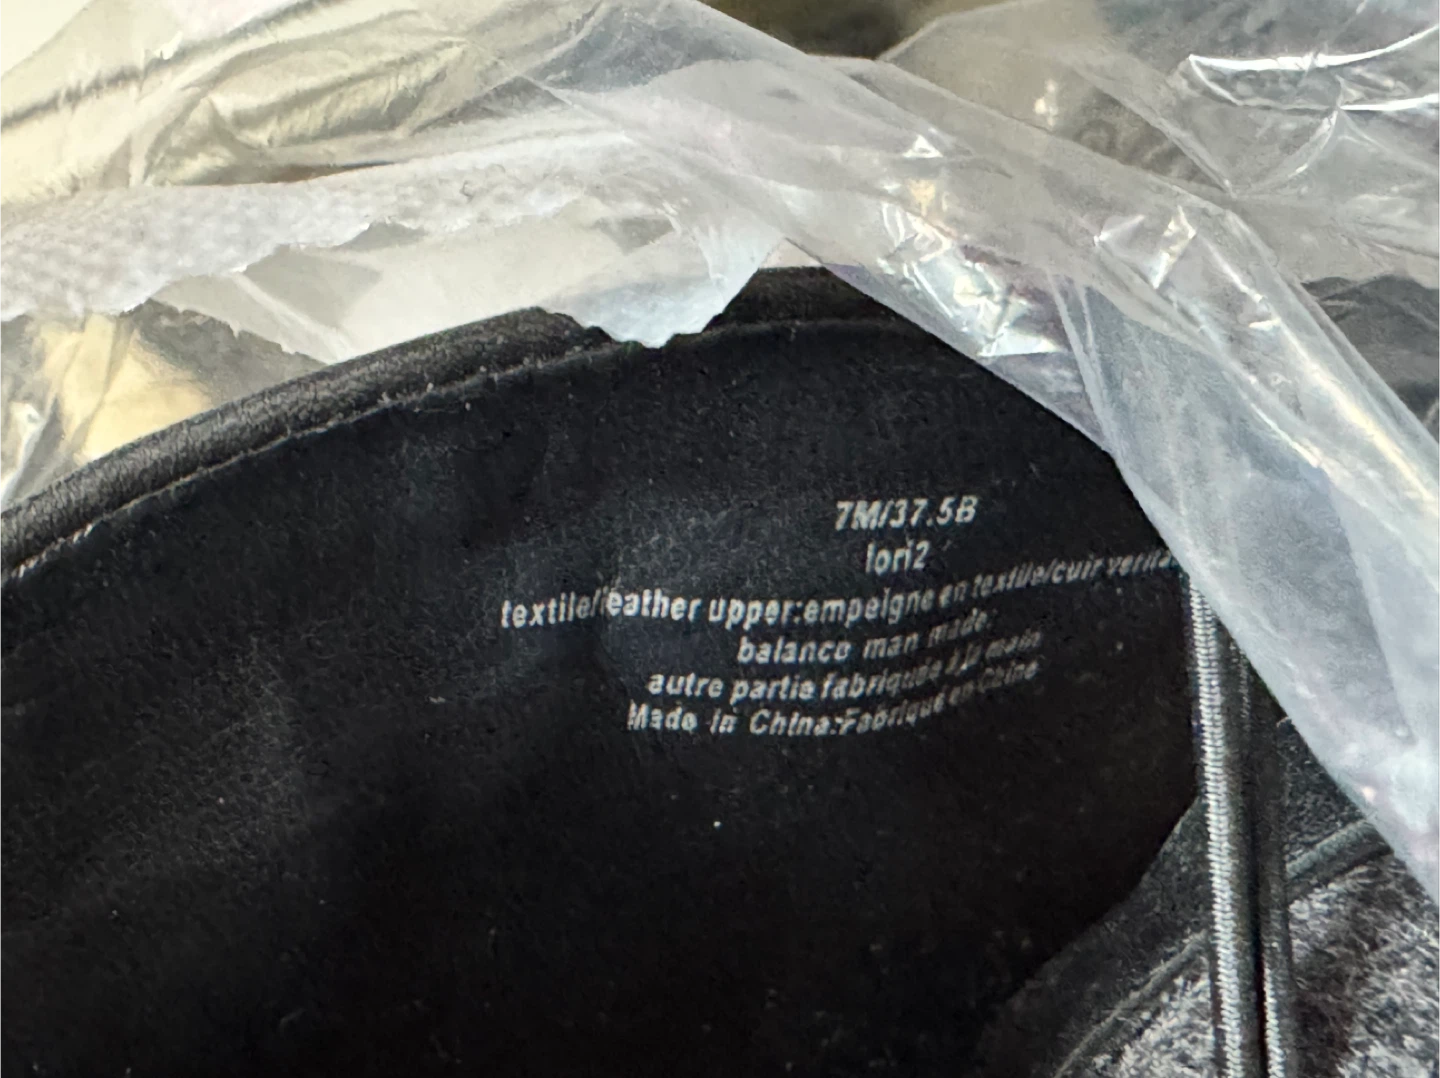 7M/37.5B
lori2
textile/leather upper:empeigne en textile/cuir verita
balance man made:
autre partie fabriquée à la main
Made in China:Fabriqué en Chine